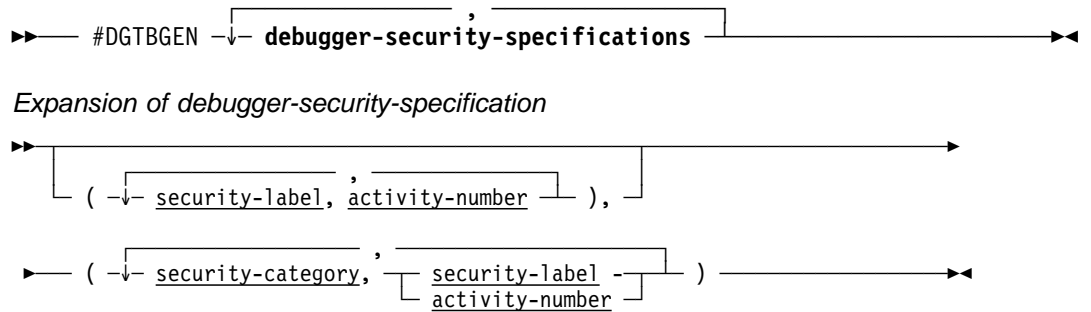 ,
#DGTBGEN debugger-security-specifications
Expansion of debugger-security-specification
,
( security-label, activity-number ),
,
( security-category, security-label )
activity-number